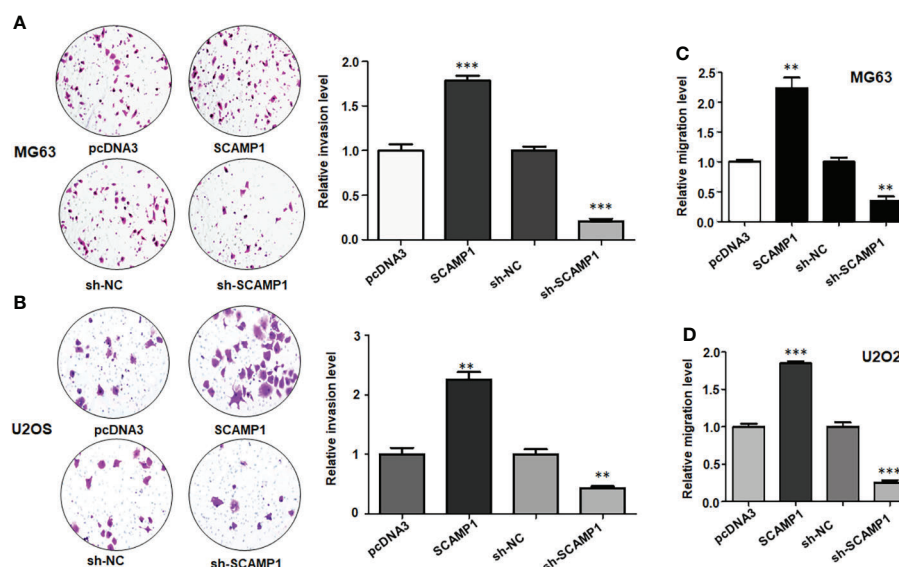 A
MG63
pcDNA3
SCAMP1
sh-NC
sh-SCAMP1
Relative invasion level
2.0
1.5
1.0
0.5
0.0
***
***
pcDNA3
SCAMP1
sh-NC
sh-SCAMP1
B
U2OS
pcDNA3
SCAMP1
sh-NC
sh-SCAMP1
Relative invasion level
3
2
1
0
**
**
pcDNA3
SCAMP1
sh-NC
sh-SCAMP1
C
MG63
Relative migration level
2.5
2.0
1.5
1.0
0.5
0.0
**
**
pcDNA3
SCAMP1
sh-NC
sh-SCAMP1
D
U2O2
Relative migration level
2.0
1.5
1.0
0.5
0.0
***
***
pcDNA3
SCAMP1
sh-NC
sh-SCAMP1